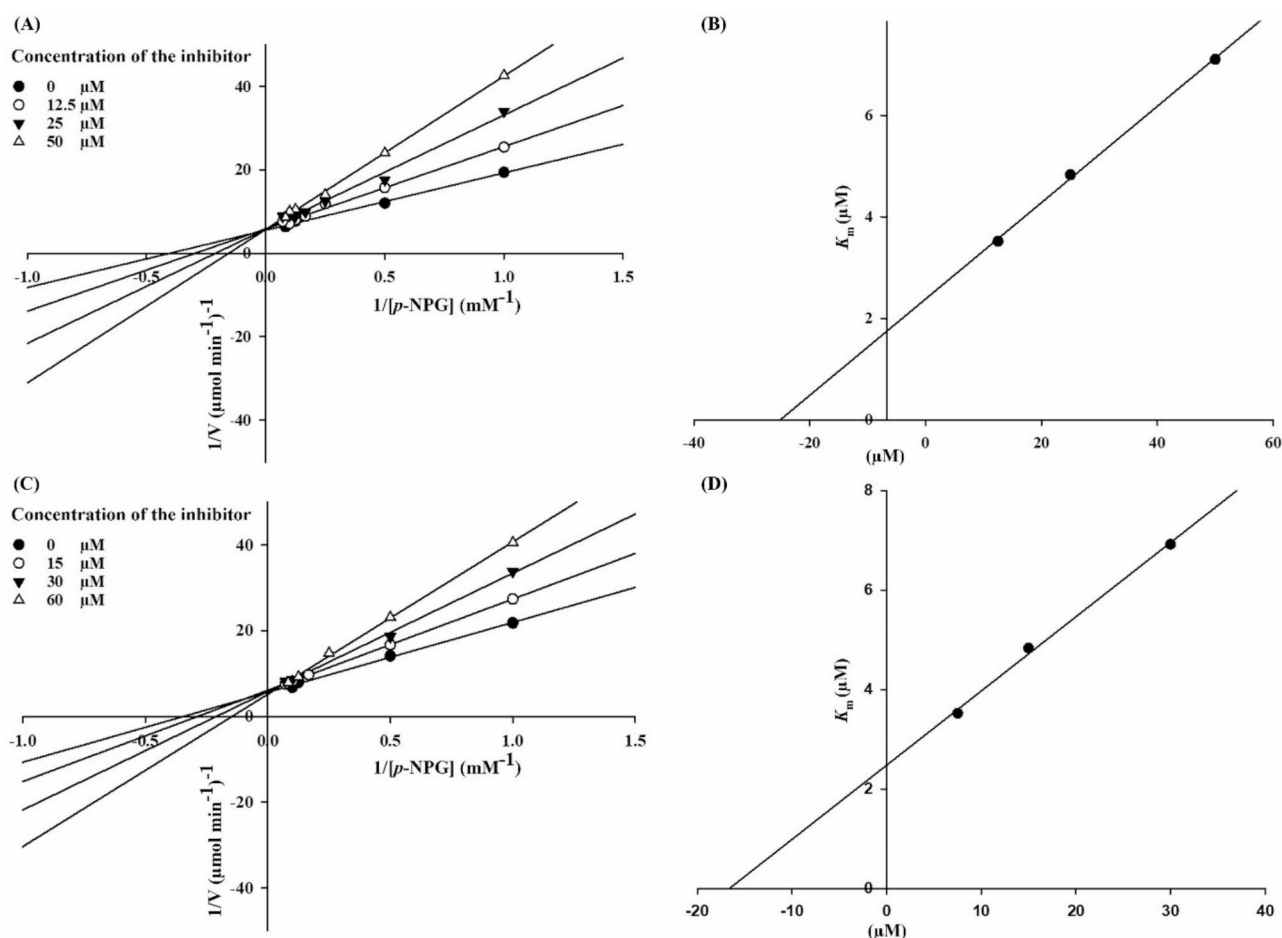 (A)
Concentration of the inhibitor
0 µM
12.5 µM
25 µM
50 µM
40
20
0
-20
-40
-1.0 -0.5 0.0 0.5 1.0 1.5
1/[p-NPG] (mM⁻¹)
1/V (µmol min⁻¹)⁻¹
(B)
6
4
2
0
Km (µM)
-40 -20 0 20 40 60
(µM)
(C)
Concentration of the inhibitor
0 µM
15 µM
30 µM
60 µM
40
20
0
-20
-40
-1.0 -0.5 0.0 0.5 1.0 1.5
1/[p-NPG] (mM⁻¹)
1/V (µmol min⁻¹)⁻¹
(D)
8
6
4
2
0
Km (µM)
-20 -10 0 10 20 30 40
(µM)